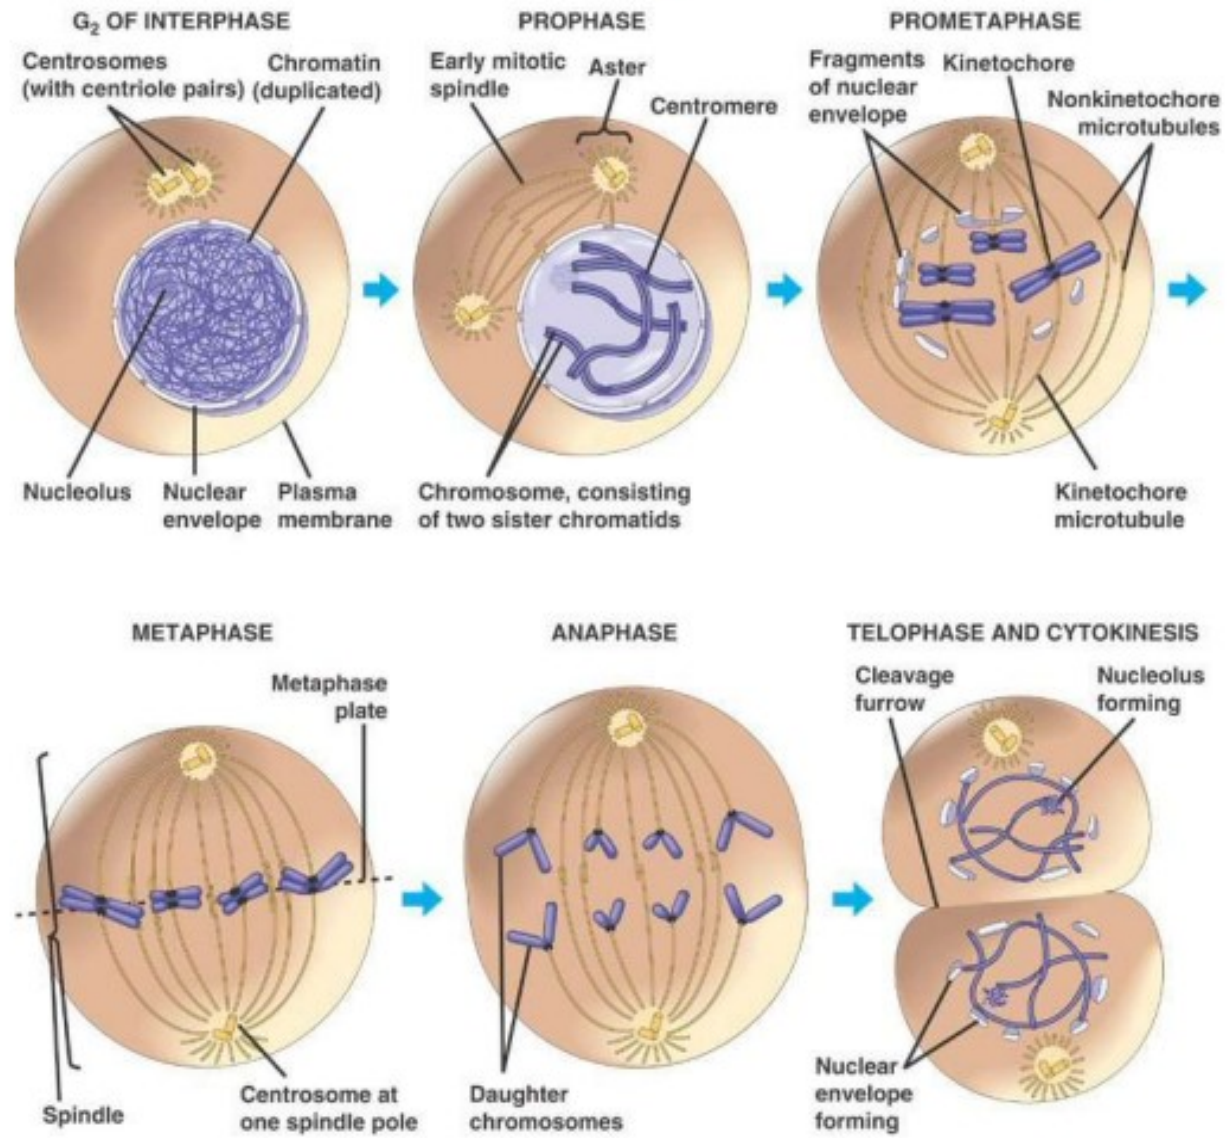 G₂ OF INTERPHASE
PROPHASE
PROMETAPHASE
Centrosomes
(with centriole pairs)
Chromatin
(duplicated)
Early mitotic
spindle
Aster
Centromere
Fragments
of nuclear
envelope
Kinetochore
Nonkinetochore
microtubules
Nucleolus
Nuclear
envelope
Plasma
membrane
Chromosome, consisting
of two sister chromatids
Kinetochore
microtubule
METAPHASE
ANAPHASE
TELOPHASE AND CYTOKINESIS
Metaphase
plate
Cleavage
furrow
Nucleolus
forming
Spindle
Centrosome at
one spindle pole
Daughter
chromosomes
Nuclear
envelope
forming